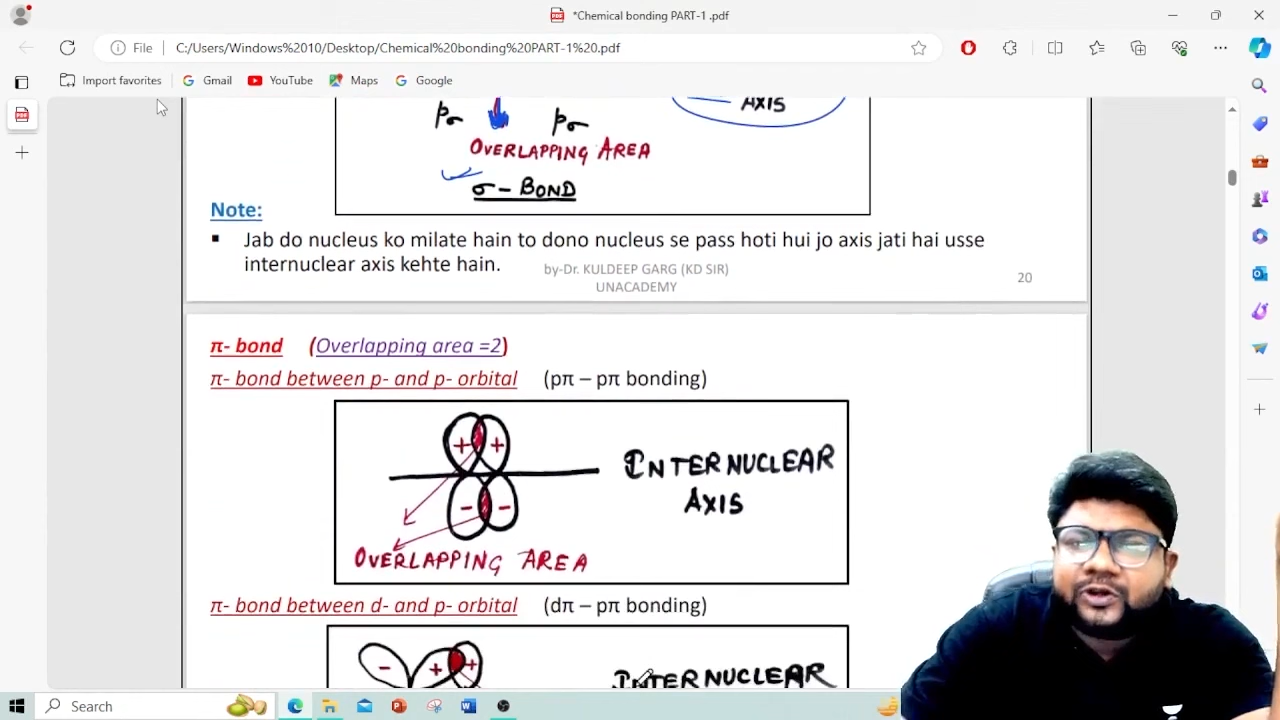 *Chemical bonding PART-1 .pdf
File
C:/Users/Windows%2010/Desktop/Chemical%20bonding%20PART-1%20.pdf
Import favorites
Gmail
YouTube
Maps
Google
pσ pσ
AXIS
OVERLAPPING AREA
σ - BOND
Note:
▪ Jab do nucleus ko milate hain to dono nucleus se pass hoti hui jo axis jati hai usse
internuclear axis kehte hain.
by-Dr. KULDEEP GARG (KD SIR)
UNACADEMY
20
π- bond (Overlapping area =2)
π- bond between p- and p- orbital (pπ – pπ bonding)
+ +
INTERNUCLEAR
AXIS
- -
OVERLAPPING AREA
π- bond between d- and p- orbital (dπ – pπ bonding)
- + +
INTERNUCLEAR
Search